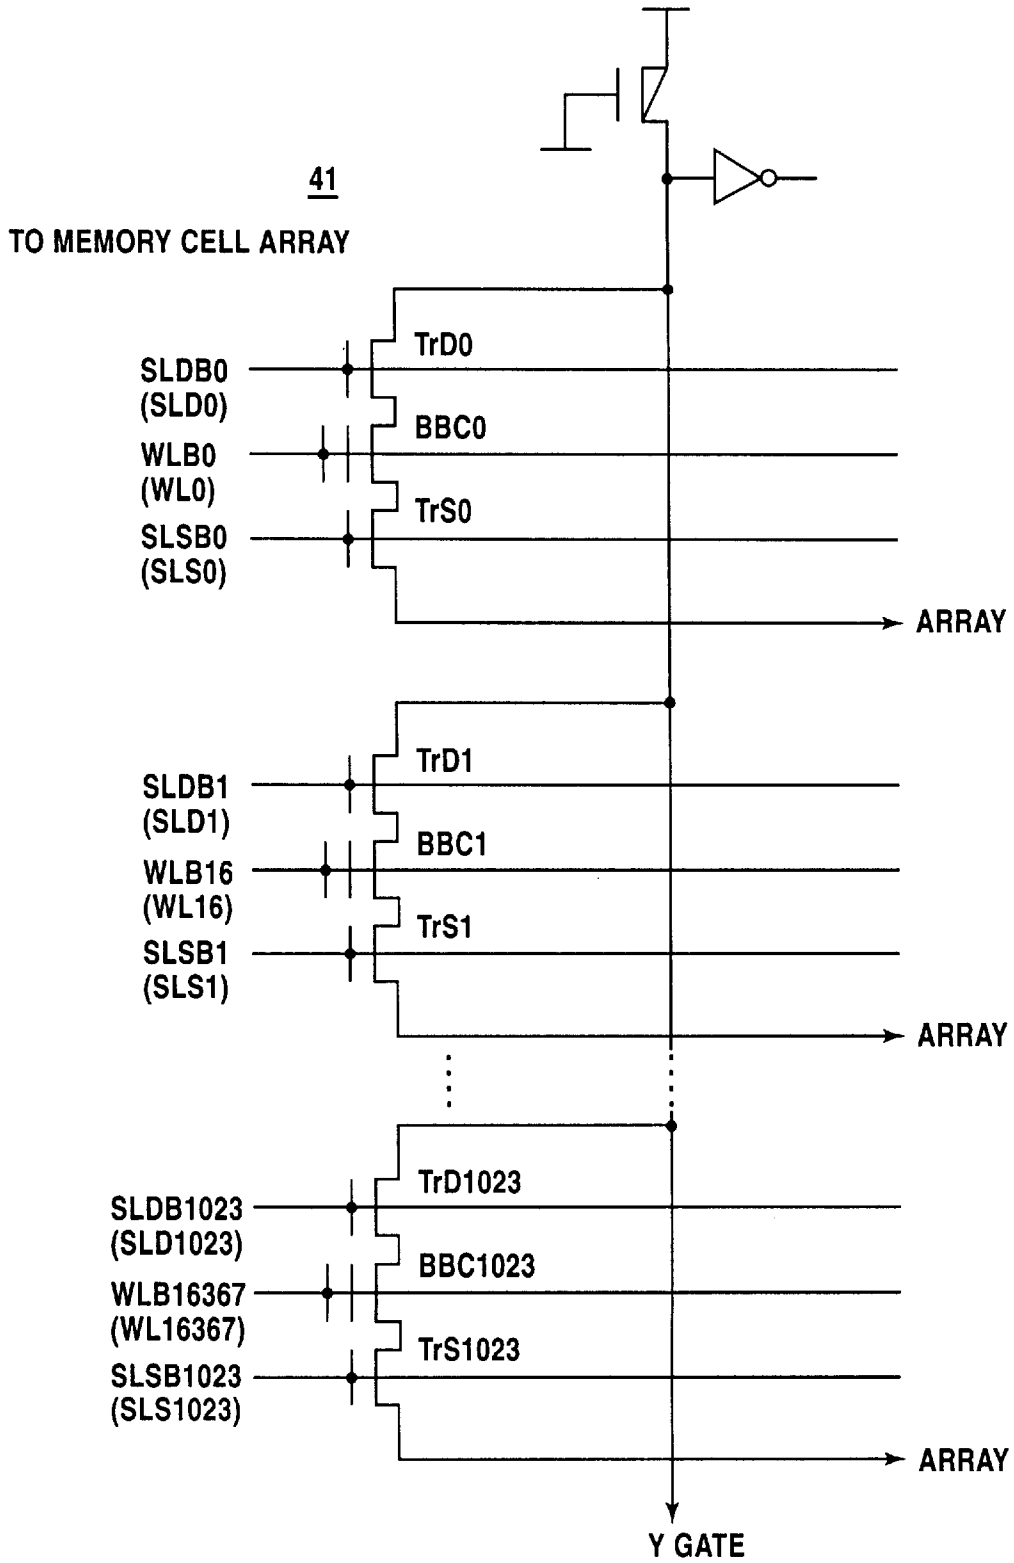 41
TO MEMORY CELL ARRAY
TrD0
SLDB0
(SLD0)
BBC0
WLB0
(WL0)
TrS0
SLSB0
(SLS0)
ARRAY
TrD1
SLDB1
(SLD1)
BBC1
WLB16
(WL16)
TrS1
SLSB1
(SLS1)
ARRAY
TrD1023
SLDB1023
(SLD1023)
BBC1023
WLB16367
(WL16367)
TrS1023
SLSB1023
(SLS1023)
ARRAY
Y GATE